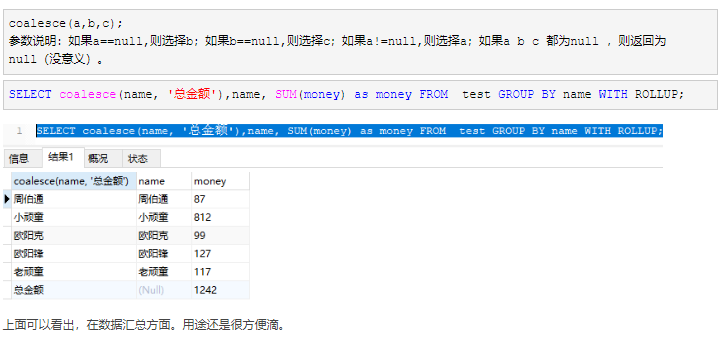 coalesce(a,b,c);
参数说明：如果a==null,则选择b；如果b==null,则选择c；如果a!=null,则选择a；如果a b c 都为null ，则返回为
null（没意义）。
SELECT coalesce(name, '总金额'),name, SUM(money) as money FROM  test GROUP BY name WITH ROLLUP;
1 SELECT coalesce(name, '总金额'),name, SUM(money) as money FROM  test GROUP BY name WITH ROLLUP;
信息 结果1 概况 状态
coalesce(name, '总金额') name money
周伯通 周伯通 87
小顽童 小顽童 812
欧阳克 欧阳克 99
欧阳锋 欧阳锋 127
老顽童 老顽童 117
总金额 (Null) 1242
上面可以看出，在数据汇总方面。用途还是很方便滴。